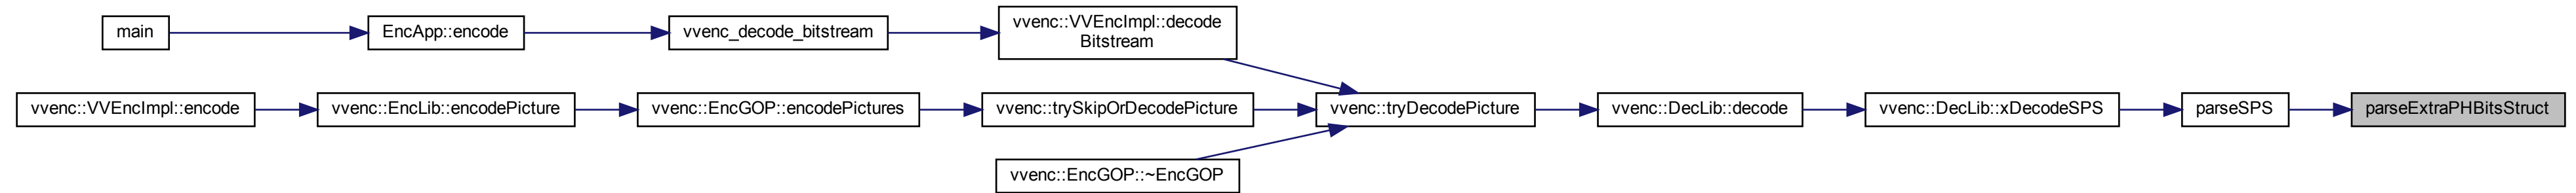 main
EncApp::encode
vvenc_decode_bitstream
vvenc::VVEncImpl::decode
Bitstream
vvenc::VVEncImpl::encode
vvenc::EncLib::encodePicture
vvenc::EncGOP::encodePictures
vvenc::trySkipOrDecodePicture
vvenc::tryDecodePicture
vvenc::DecLib::decode
vvenc::DecLib::xDecodeSPS
parseSPS
parseExtraPHBitsStruct
vvenc::EncGOP::~EncGOP